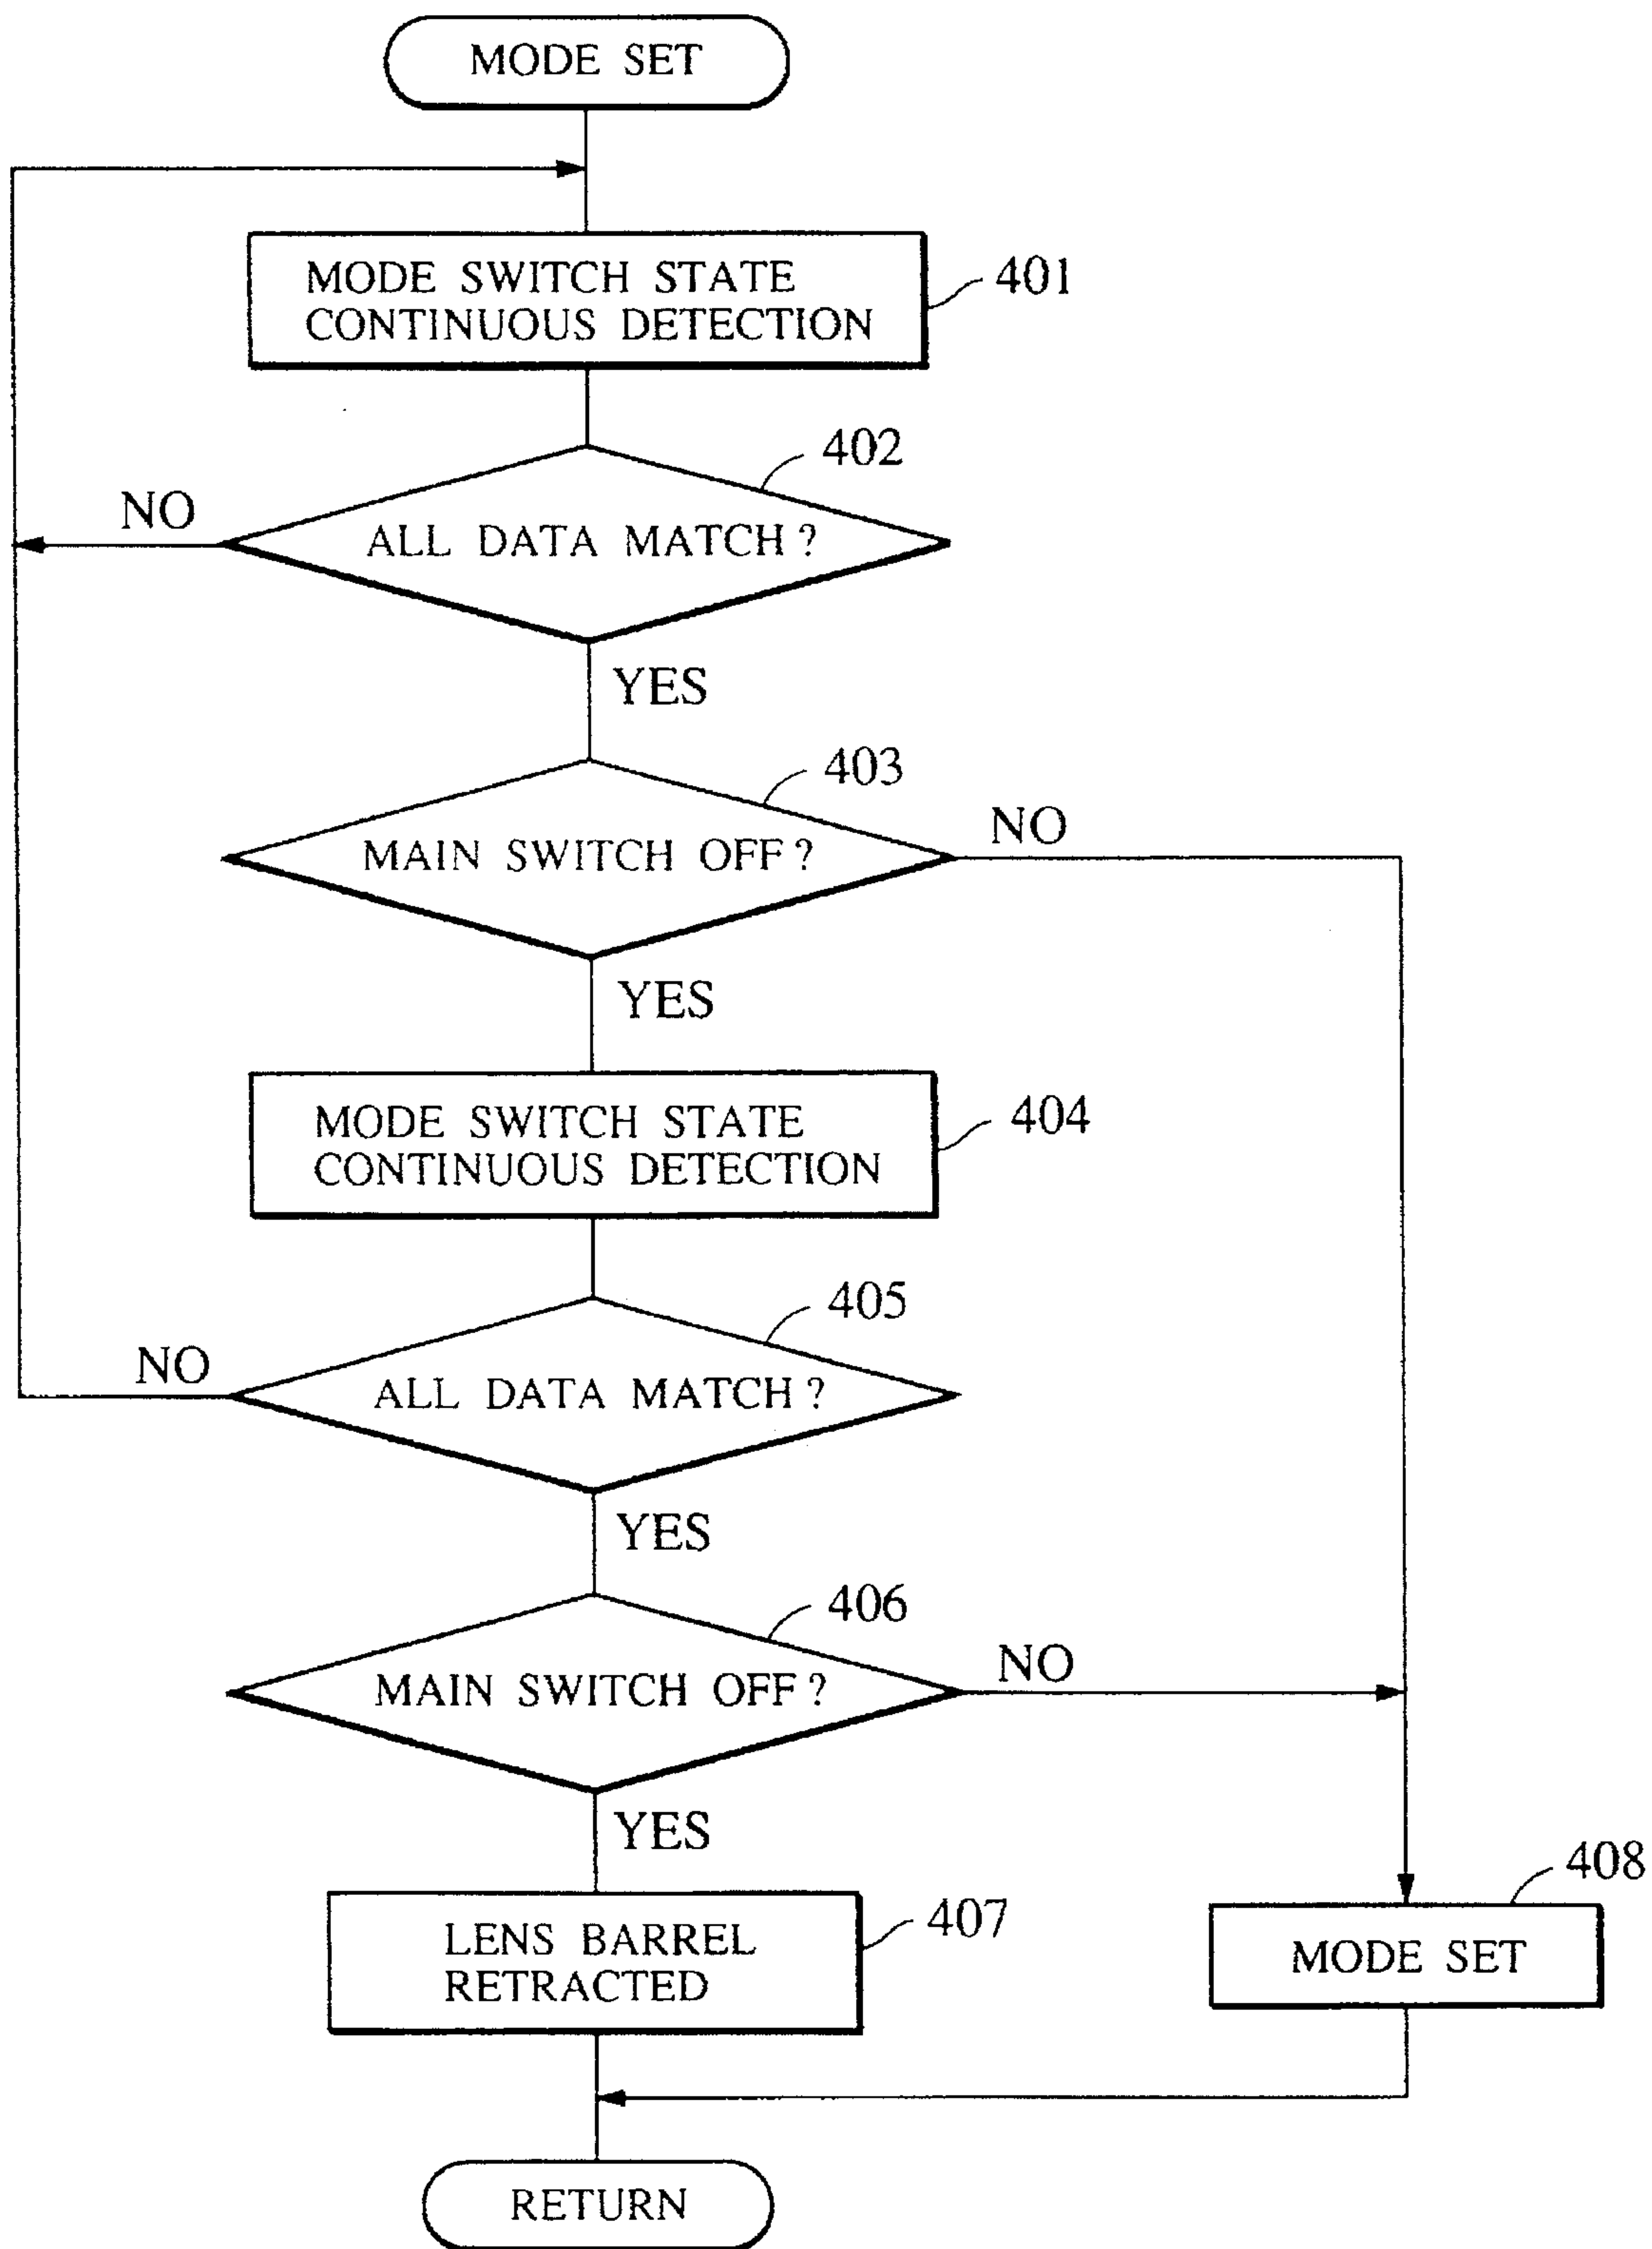 MODE SET
MODE SWITCH STATE
CONTINUOUS DETECTION
401
402
NO
ALL DATA MATCH?
YES
403
MAIN SWITCH OFF?
NO
YES
MODE SWITCH STATE
CONTINUOUS DETECTION
404
405
NO
ALL DATA MATCH?
YES
406
MAIN SWITCH OFF?
NO
YES
LENS BARREL
RETRACTED
407
408
MODE SET
RETURN